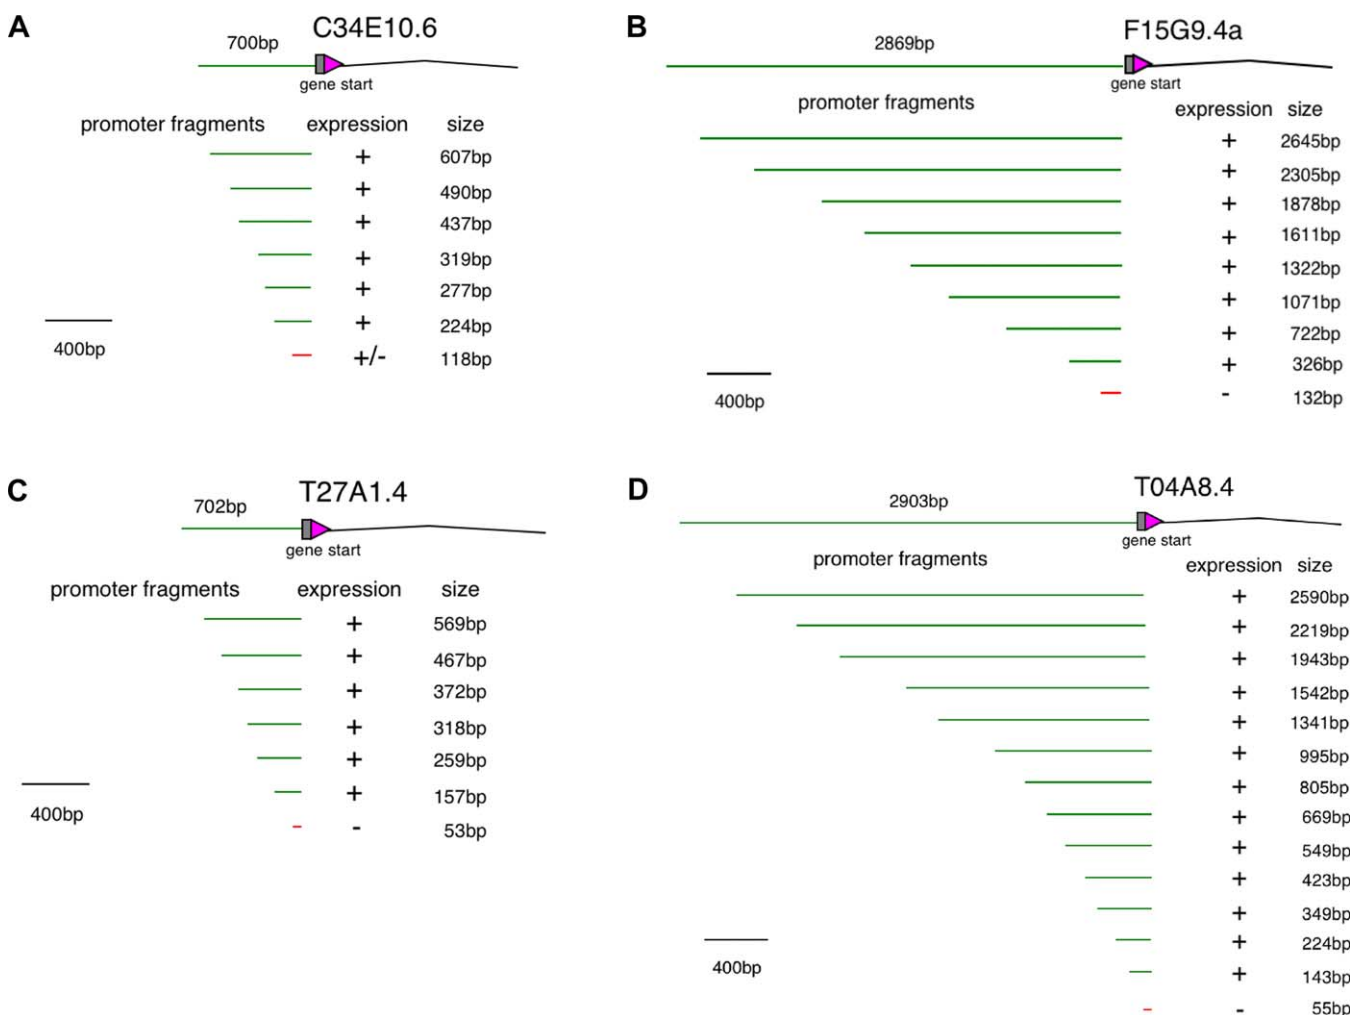 A
C34E10.6
700bp
gene start
promoter fragments expression size
+ 607bp
+ 490bp
+ 437bp
+ 319bp
+ 277bp
+ 224bp
+/- 118bp
400bp
B
F15G9.4a
2869bp
gene start
promoter fragments
expression size
+ 2645bp
+ 2305bp
+ 1878bp
+ 1611bp
+ 1322bp
+ 1071bp
+ 722bp
+ 326bp
- 132bp
400bp
C
T27A1.4
702bp
gene start
promoter fragments expression size
+ 569bp
+ 467bp
+ 372bp
+ 318bp
+ 259bp
+ 157bp
- 53bp
400bp
D
T04A8.4
2903bp
gene start
promoter fragments
expression size
+ 2590bp
+ 2219bp
+ 1943bp
+ 1542bp
+ 1341bp
+ 995bp
+ 805bp
+ 669bp
+ 549bp
+ 423bp
+ 349bp
+ 224bp
+ 143bp
- 55bp
400bp